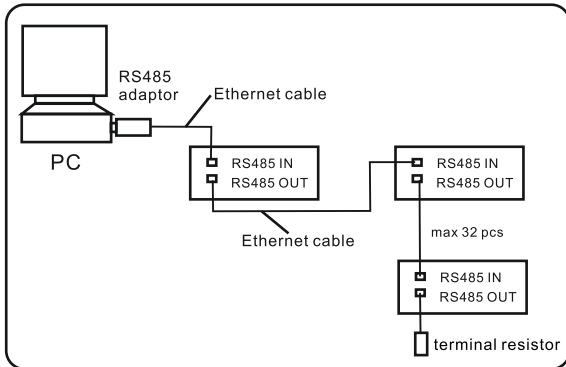 RS485
adaptor
Ethernet cable
PC
RS485 IN
RS485 OUT
RS485 IN
RS485 OUT
Ethernet cable
max 32 pcs
RS485 IN
RS485 OUT
terminal resistor